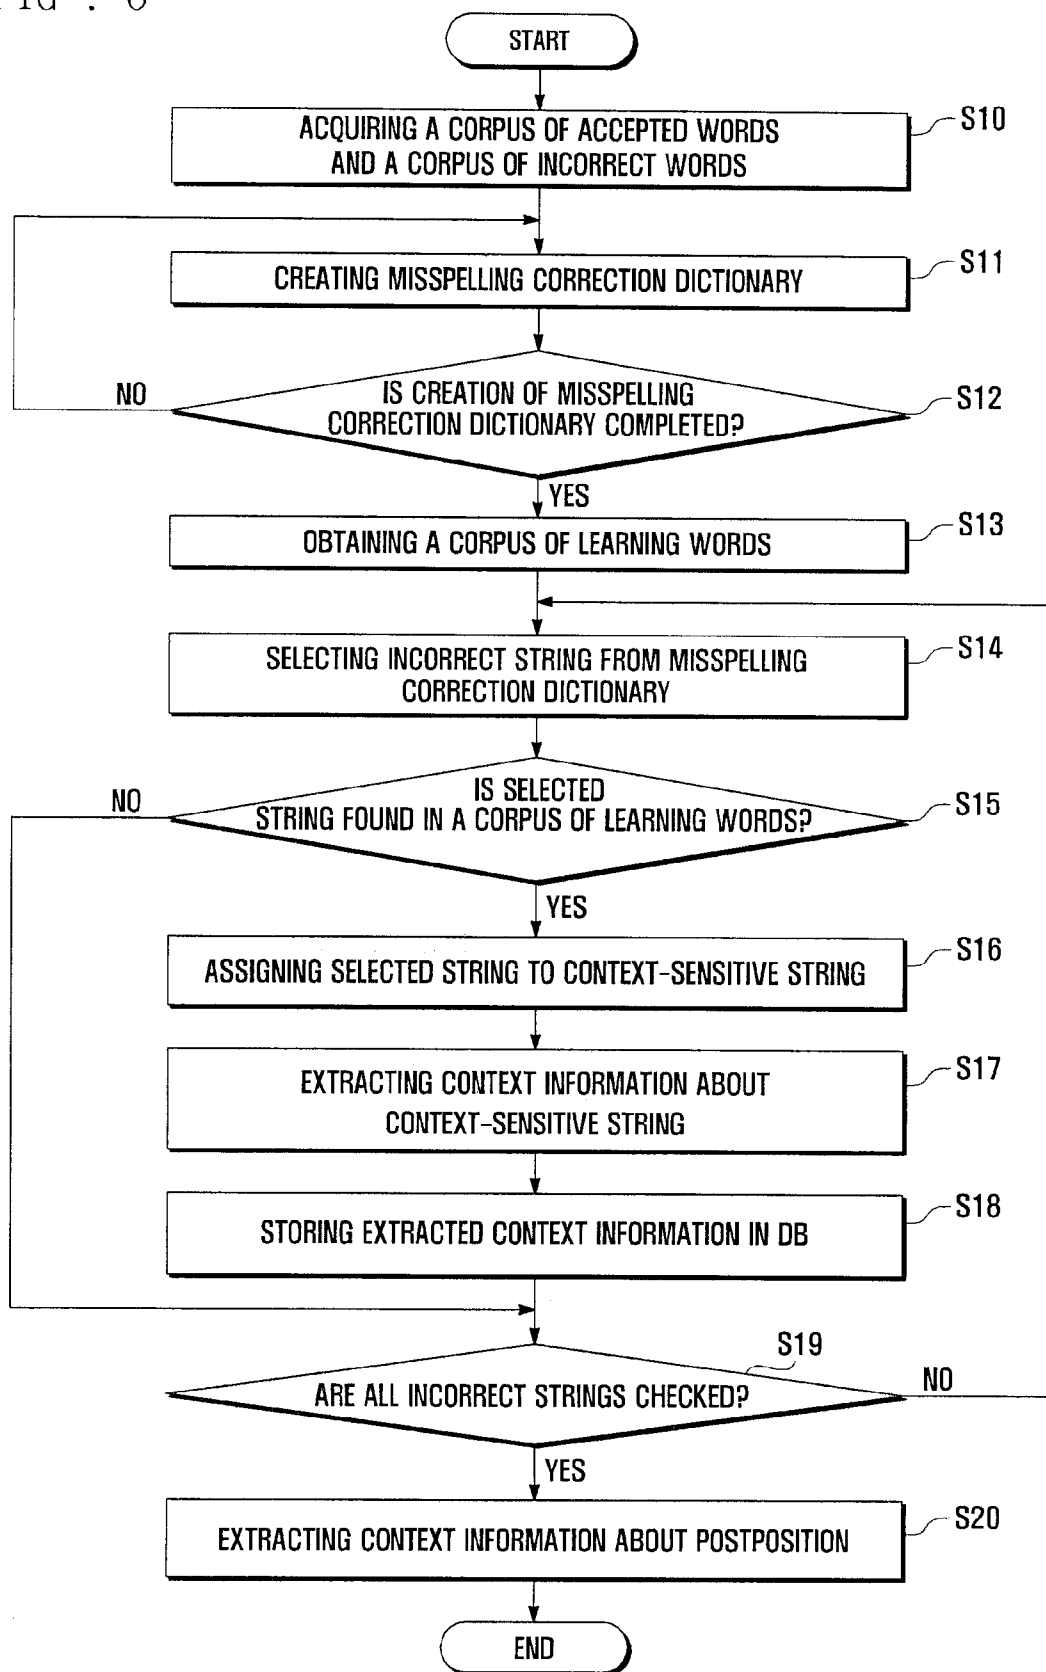 START
ACQUIRING A CORPUS OF ACCEPTED WORDS
AND A CORPUS OF INCORRECT WORDS
S10
CREATING MISSPELLING CORRECTION DICTIONARY
S11
IS CREATION OF MISSPELLING
CORRECTION DICTIONARY COMPLETED?
S12
NO
YES
OBTAINING A CORPUS OF LEARNING WORDS
S13
SELECTING INCORRECT STRING FROM MISSPELLING
CORRECTION DICTIONARY
S14
IS SELECTED
STRING FOUND IN A CORPUS OF LEARNING WORDS?
S15
NO
YES
ASSIGNING SELECTED STRING TO CONTEXT-SENSITIVE STRING
S16
EXTRACTING CONTEXT INFORMATION ABOUT
CONTEXT-SENSITIVE STRING
S17
STORING EXTRACTED CONTEXT INFORMATION IN DB
S18
S19
ARE ALL INCORRECT STRINGS CHECKED?
NO
YES
EXTRACTING CONTEXT INFORMATION ABOUT POSTPOSITION
S20
END